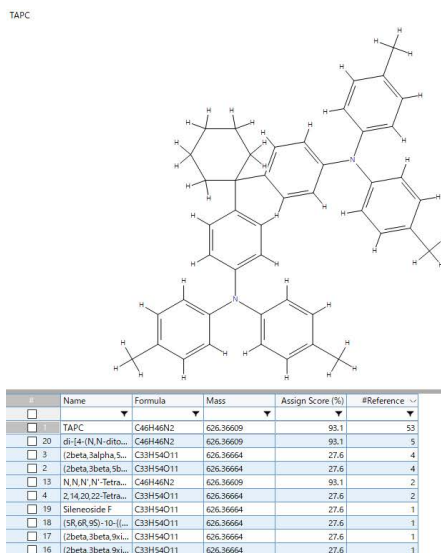 TAPC
# Name Formula Mass Assign Score (%) #Reference
1 TAPC C46H46N2 626.36609 93.1 53
20 di-[4-(N,N-dito... C46H46N2 626.36609 93.1 5
3 (2beta,3alpha,5... C33H54O11 626.36664 27.6 4
2 (2beta,3beta,5b... C33H54O11 626.36664 27.6 4
13 N,N,N',N'-Tetra... C46H46N2 626.36609 93.1 2
6 2,14,20,22-Tetra... C33H54O11 626.36664 27.6 2
19 Sileneoside F C33H54O11 626.36664 27.6 1
18 (5R,6R,9S)-10-((... C33H54O11 626.36664 27.6 1
17 (2beta,3beta,9xi... C33H54O11 626.36664 27.6 1
16 (2beta,3beta,9xi... C33H54O11 626.36664 27.6 1